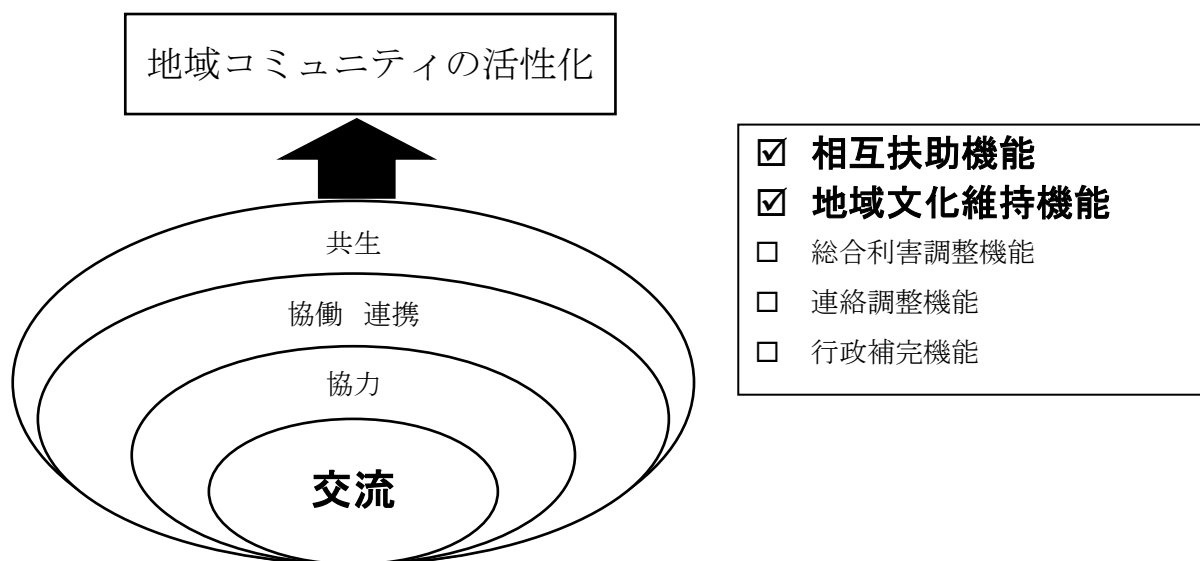 地域コミュニティの活性化
☑ 相互扶助機能
☑ 地域文化維持機能
□ 総合利害調整機能
□ 連絡調整機能
□ 行政補完機能
共生
協働 連携
協力
交流